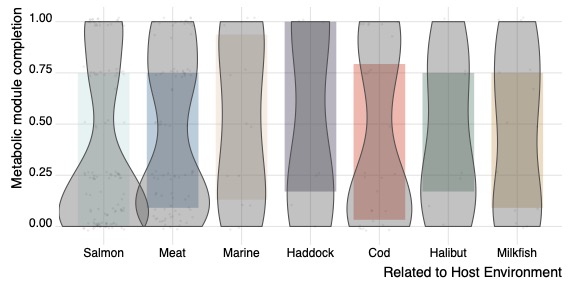 Metabolic module completion
1.00
0.75
0.50
0.25
0.00
Salmon Meat Marine Haddock Cod Halibut Milkfish
Related to Host Environment